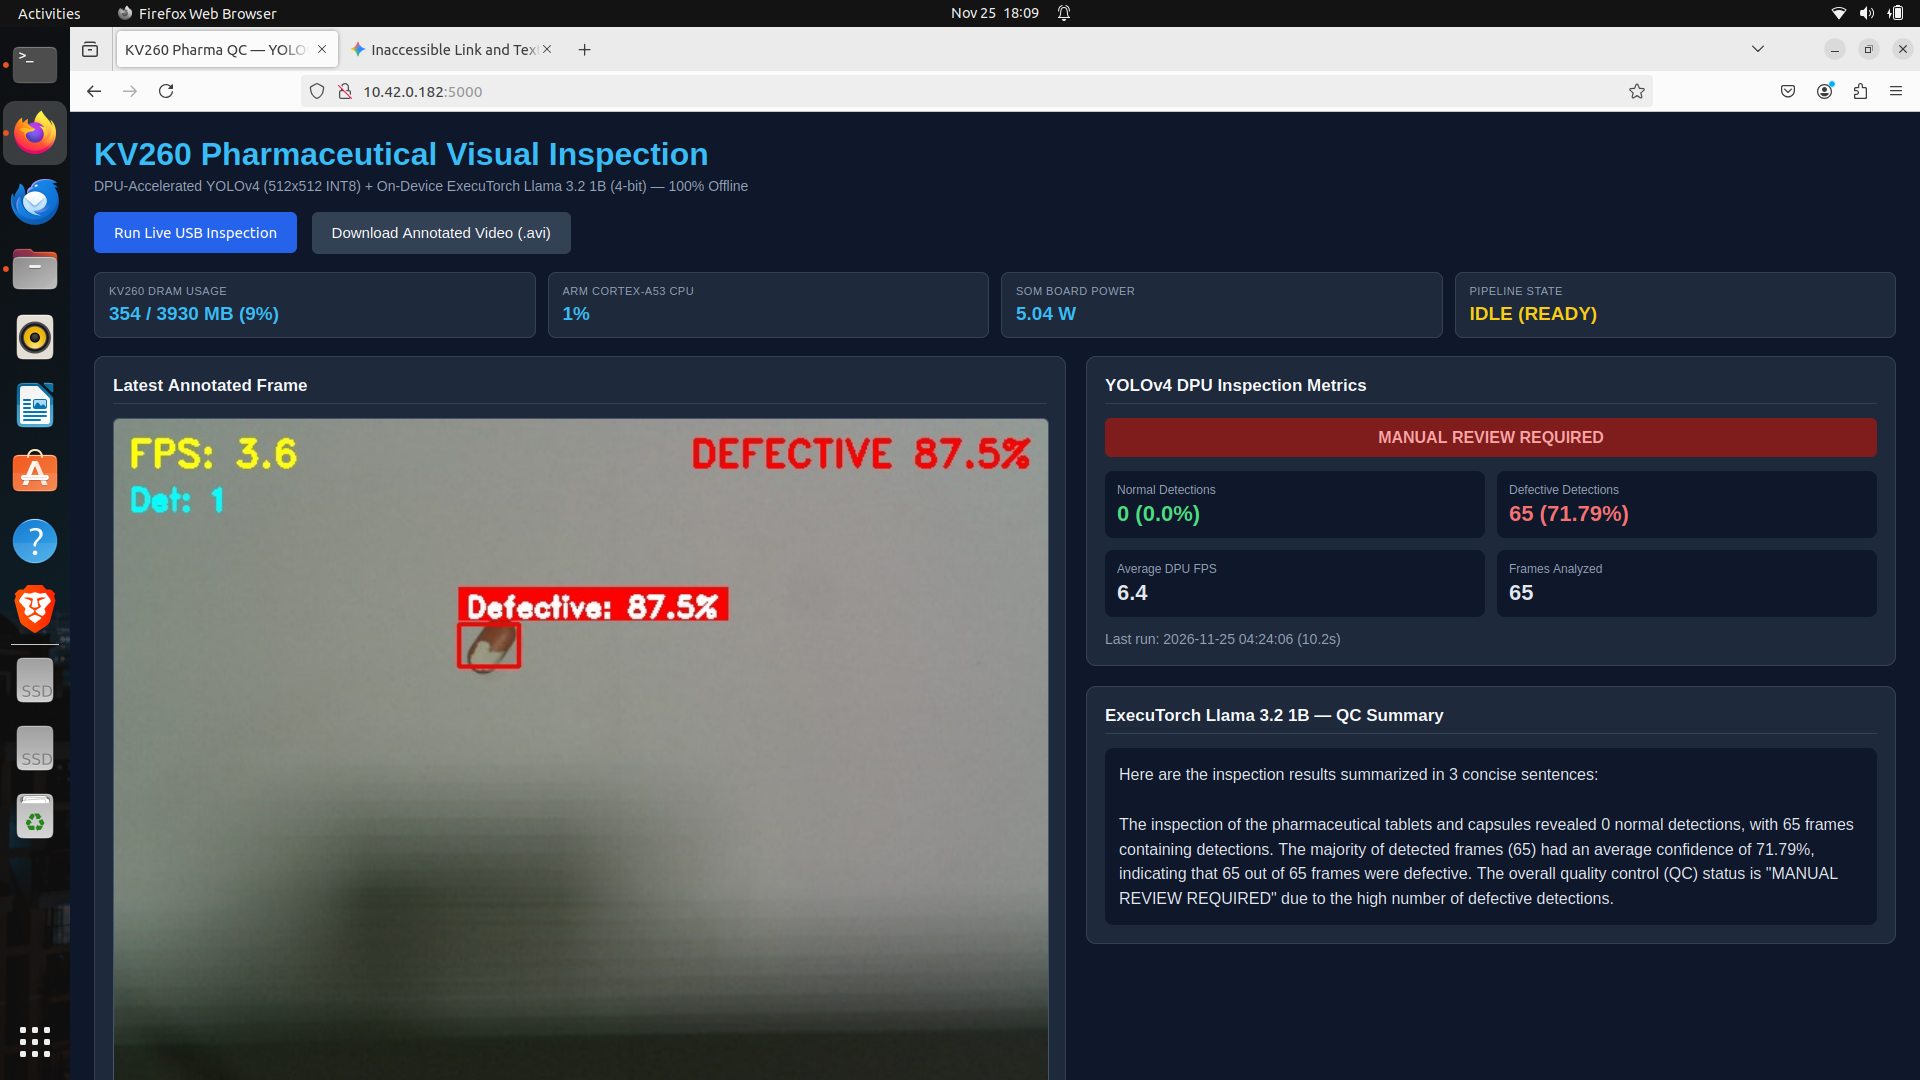 Activities
Firefox Web Browser
Nov 25 18:09
KV260 Pharma QC — YOLO
Inaccessible Link and Tex
10.42.0.182:5000
KV260 Pharmaceutical Visual Inspection
DPU-Accelerated YOLOv4 (512x512 INT8) + On-Device ExecuTorch Llama 3.2 1B (4-bit) — 100% Offline
Run Live USB Inspection
Download Annotated Video (.avi)
KV260 DRAM USAGE
354 / 3930 MB (9%)
ARM CORTEX-A53 CPU
1%
SOM BOARD POWER
5.04 W
PIPELINE STATE
IDLE (READY)
Latest Annotated Frame
FPS: 3.6
DEFECTIVE 87.5%
Det: 1
Defective: 87.5%
YOLOv4 DPU Inspection Metrics
MANUAL REVIEW REQUIRED
Normal Detections
0 (0.0%)
Defective Detections
65 (71.79%)
Average DPU FPS
6.4
Frames Analyzed
65
Last run: 2026-11-25 04:24:06 (10.2s)
ExecuTorch Llama 3.2 1B — QC Summary
Here are the inspection results summarized in 3 concise sentences:
The inspection of the pharmaceutical tablets and capsules revealed 0 normal detections, with 65 frames
containing detections. The majority of detected frames (65) had an average confidence of 71.79%,
indicating that 65 out of 65 frames were defective. The overall quality control (QC) status is "MANUAL
REVIEW REQUIRED" due to the high number of defective detections.
SSD
SSD